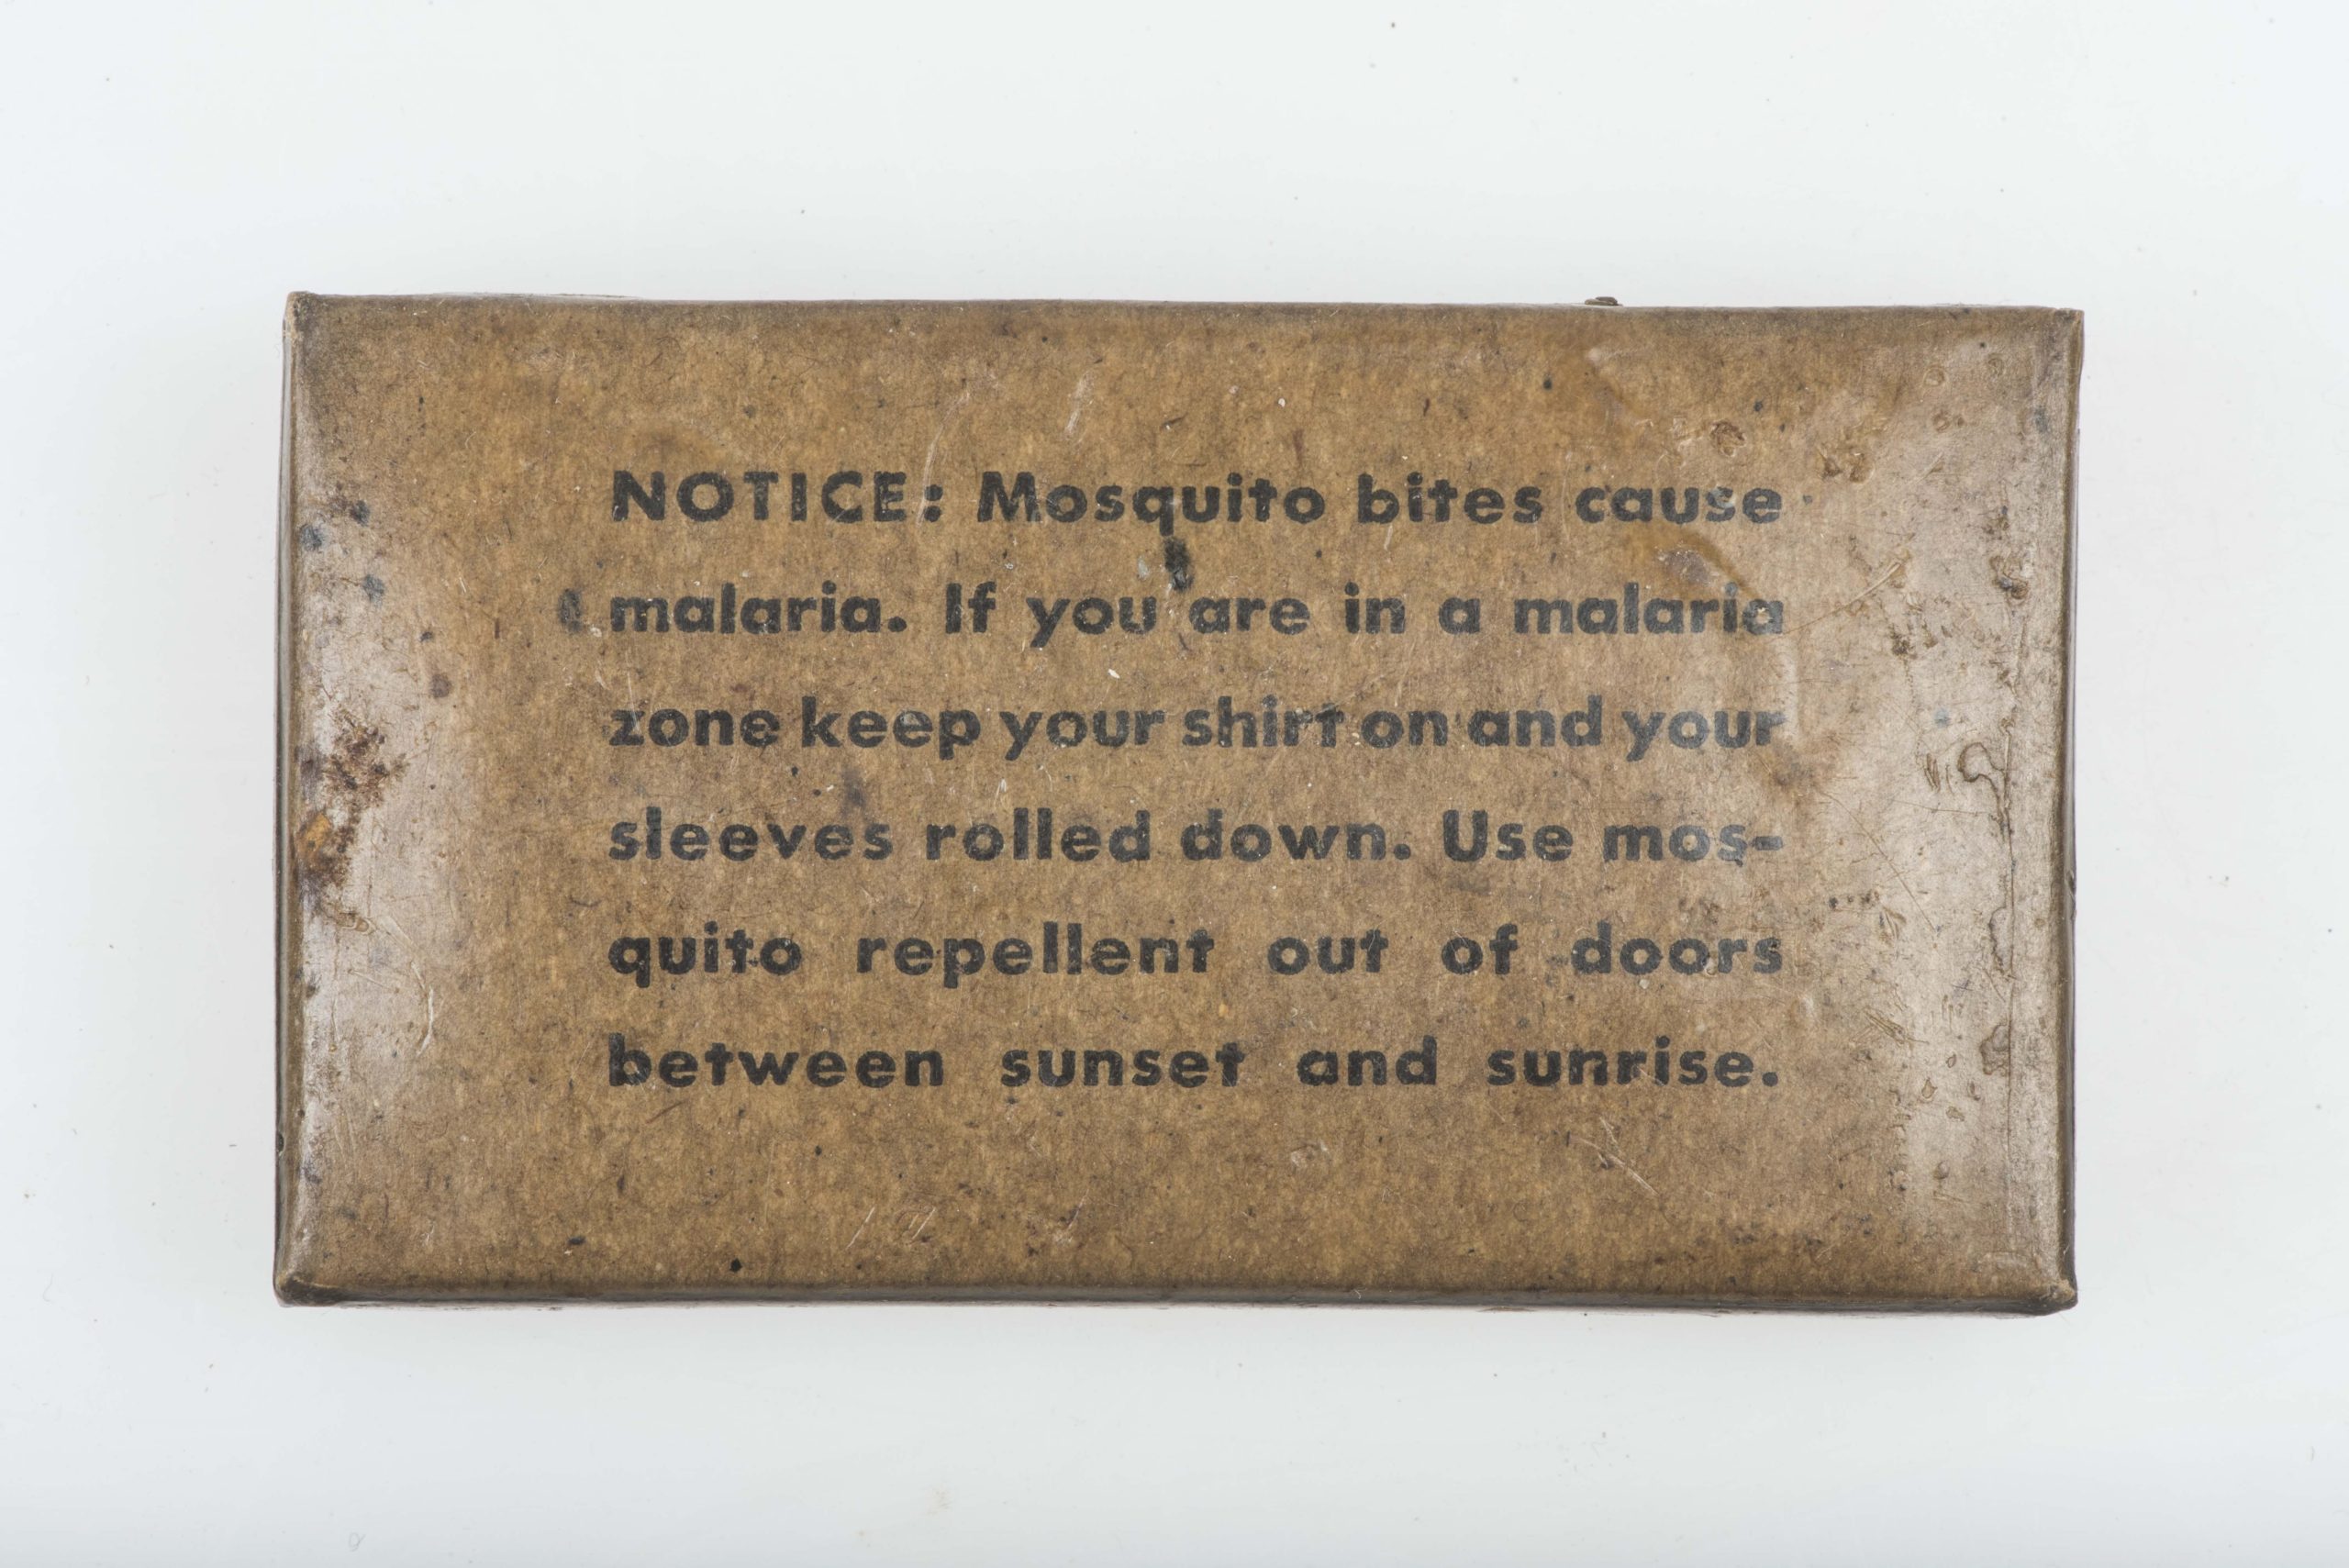 NOTICE: Mosquito bites cause
malaria. If you are in a malaria
zone keep your shirt on and your
sleeves rolled down. Use mos-
quito repellent out of doors
between sunset and sunrise.